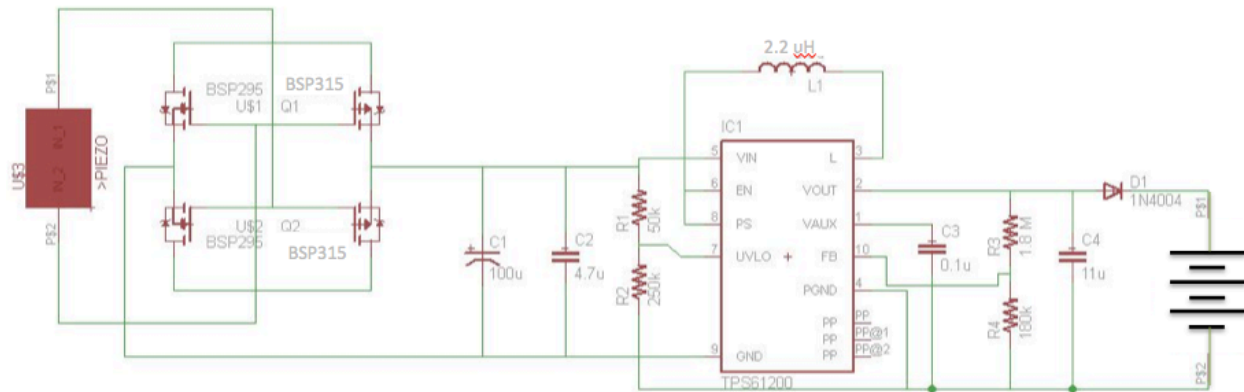 P$1
U$3
IN_1
IN_2
>PIEZO
P$2
BSP295
BSP315
U$1
Q1
U$2
Q2
BSP295
BSP315
C1
100u
C2
4.7u
R1
50k
R2
250k
2.2 uH
L1
IC1
5
VIN
6
EN
8
PS
7
UVLO
9
GND
L
3
VOUT
2
VAUX
1
FB
10
PGND
4
PP
PP
PP
PP@1
PP
PP@2
TPS61200
C3
0.1u
R3
1.8 M
R4
180k
C4
11u
D1
1N4004
P$1
P$2